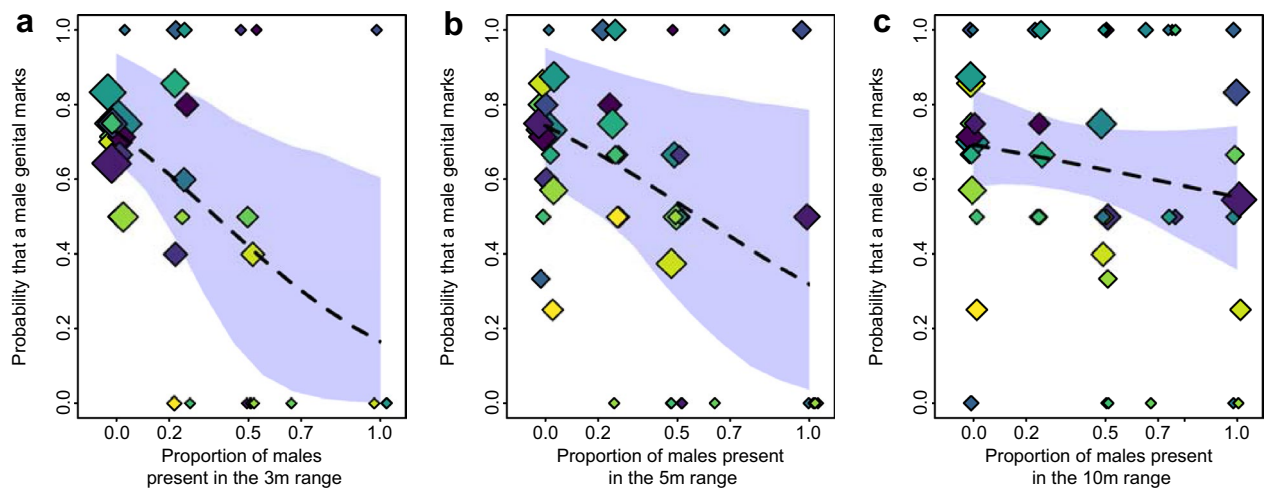 a
Probability that a male genital marks
1.0
0.8
0.6
0.4
0.2
0.0
0.0 0.2 0.5 0.7 1.0
Proportion of males
present in the 3m range
b
Probability that a male genital marks
1.0
0.8
0.6
0.4
0.2
0.0
0.0 0.2 0.5 0.7 1.0
Proportion of males present
in the 5m range
c
Probability that a male genital marks
1.0
0.8
0.6
0.4
0.2
0.0
0.0 0.2 0.5 0.7 1.0
Proportion of males present
in the 10m range